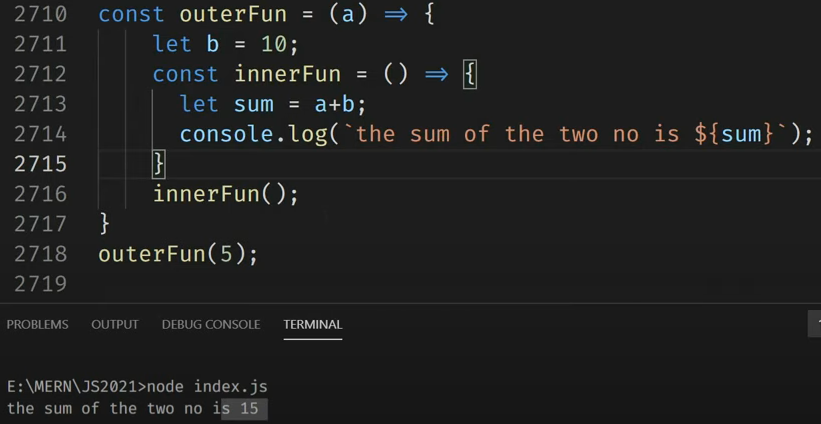 2710 const outerFun = (a) => {
2711 let b = 10;
2712 const innerFun = () => {
2713 let sum = a+b;
2714 console.log(`the sum of the two no is ${sum}`);
2715 }
2716 innerFun();
2717 }
2718 outerFun(5);
2719
PROBLEMS OUTPUT DEBUG CONSOLE TERMINAL
E:\MERN\JS2021>node index.js
the sum of the two no is 15